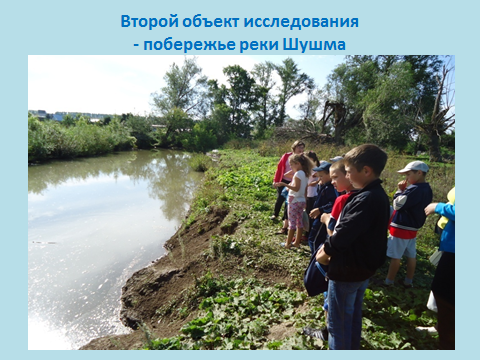 Второй объект исследования
- побережье реки Шушма